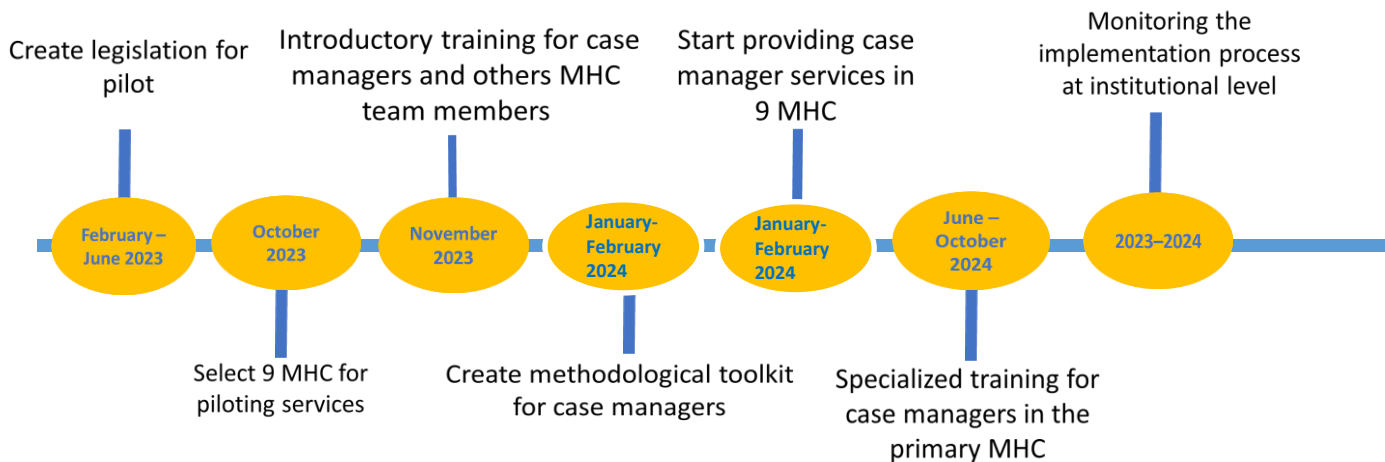 Create legislation for
pilot
Introductory training for case
managers and others MHC
team members
Start providing case
manager services in
9 MHC
Monitoring the
implementation process
at institutional level
February –
June 2023
October
2023
November
2023
January-
February
2024
January-
February
2024
June –
October
2024
2023–2024
Select 9 MHC for
piloting services
Create methodological toolkit
for case managers
Specialized training for
case managers in the
primary MHC